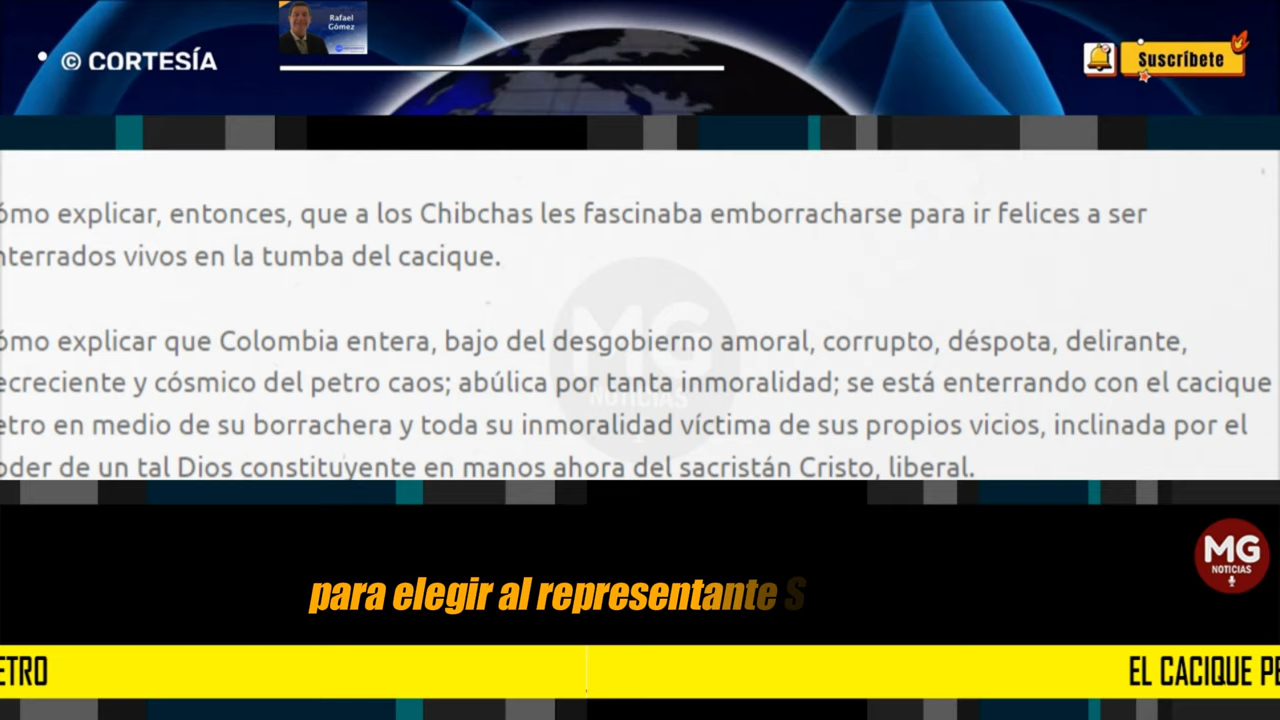 © CORTESÍA
Rafael
Gómez
Suscríbete
ómo explicar, entonces, que a los Chibchas les fascinaba emborracharse para ir felices a ser
nterrados vivos en la tumba del cacique.
ómo explicar que Colombia entera, bajo del desgobierno amoral, corrupto, déspota, delirante,
ecreciente y cósmico del petro caos; abúlica por tanta inmoralidad; se está enterrando con el cacique
etro en medio de su borrachera y toda su inmoralidad víctima de sus propios vicios, inclinada por el
oder de un tal Dios constituyente en manos ahora del sacristán Cristo, liberal.
MG
NOTICIAS
para elegir al representante S
MG
NOTICIAS
ETRO
EL CACIQUE PE